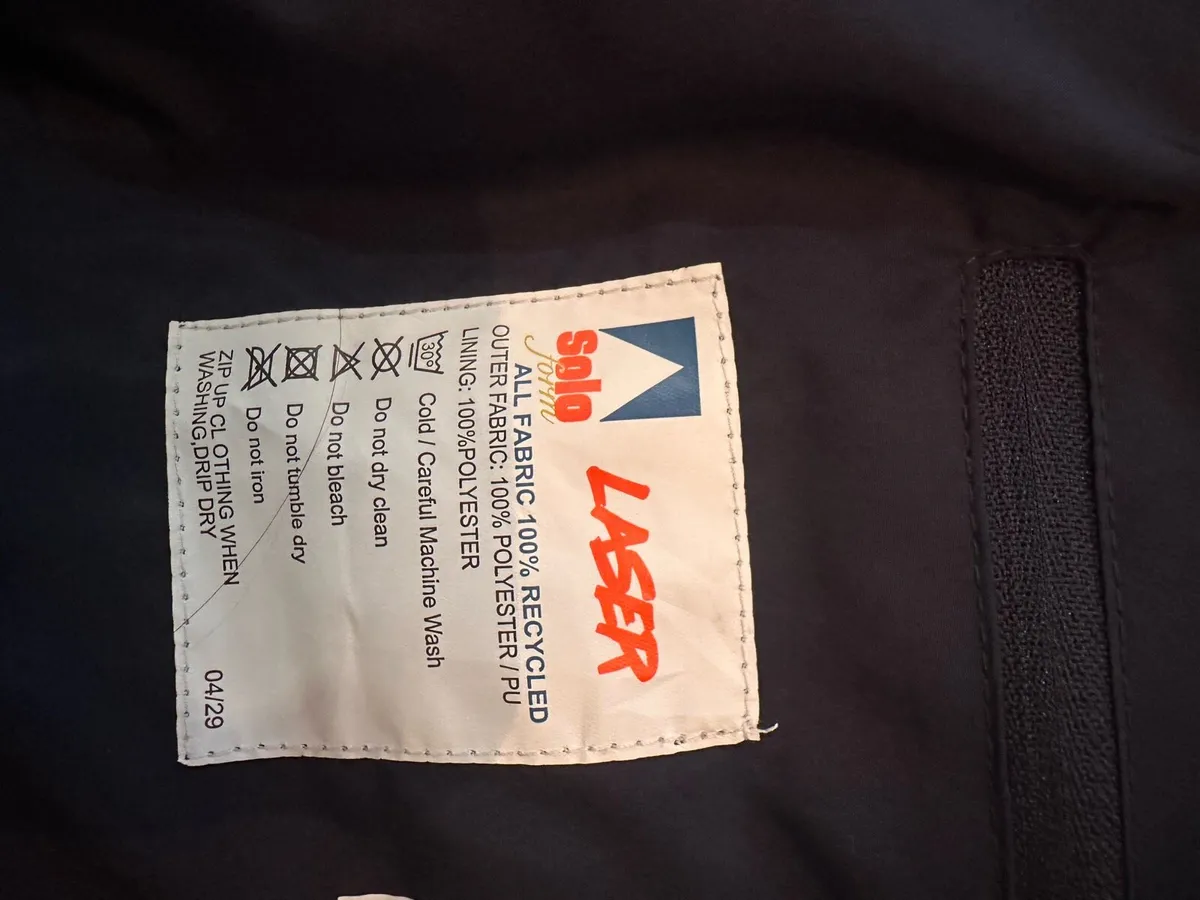 solo
form
LASER
ALL FABRIC 100% RECYCLED
OUTER FABRIC: 100% POLYESTER / PU
LINING: 100%POLYESTER
30° Cold / Careful Machine Wash
Do not dry clean
Do not bleach
Do not tumble dry
Do not iron
ZIP UP CL OTHING WHEN
WASHING,DRIP DRY
04/29